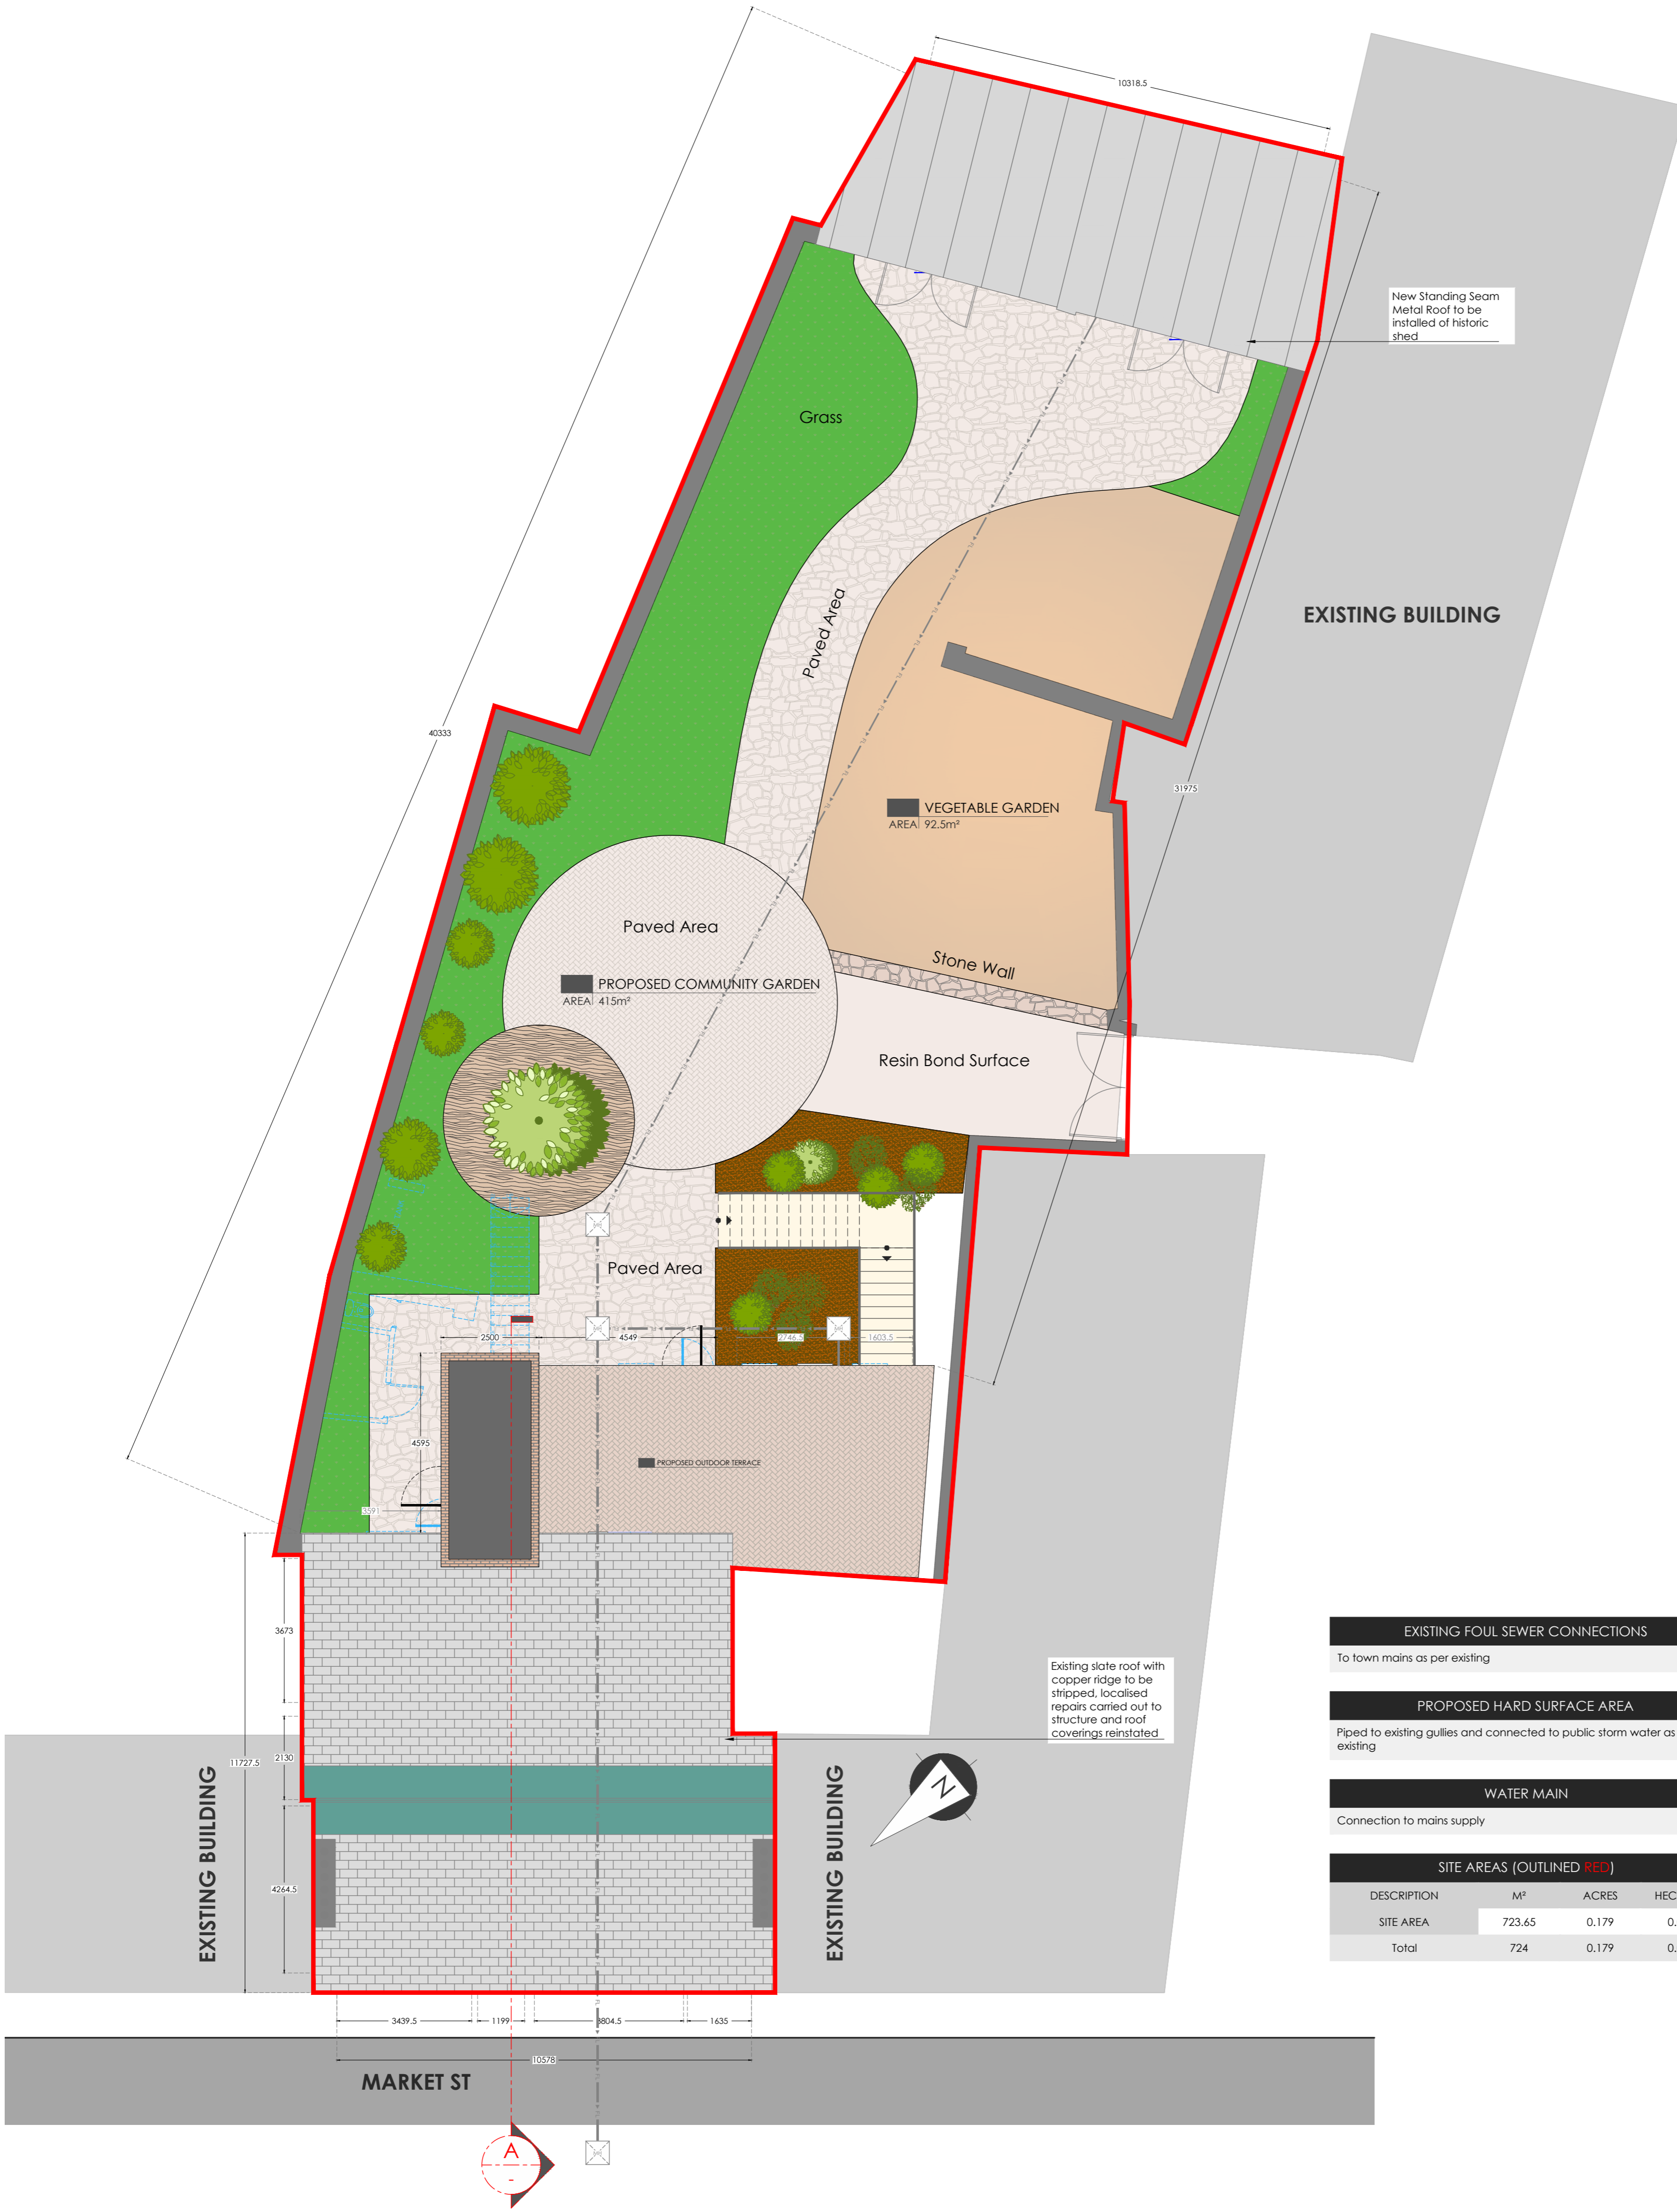 10318.5
New Standing Seam
Metal Roof to be
installed of historic
shed
Grass
EXISTING BUILDING
Paved Area
40333
31975
VEGETABLE GARDEN
AREA 92.5m²
Paved Area
Stone Wall
PROPOSED COMMUNITY GARDEN
AREA 415m²
Resin Bond Surface
Paved Area
2500
4549
2746.5
1603.5
4595
PROPOSED OUTDOOR TERRACE
3591
3673
EXISTING FOUL SEWER CONNECTIONS
To town mains as per existing
Existing slate roof with
copper ridge to be
stripped, localised
repairs carried out to
structure and roof
coverings reinstated
PROPOSED HARD SURFACE AREA
Piped to existing gullies and connected to public storm water as
existing
11727.5
2130
EXISTING BUILDING
EXISTING BUILDING
N
WATER MAIN
Connection to mains supply
4264.5
SITE AREAS (OUTLINED RED)
DESCRIPTION M² ACRES HEC
SITE AREA 723.65 0.179 0.
Total 724 0.179 0.
3439.5
1199
3804.5
1635
10578
MARKET ST
A
-